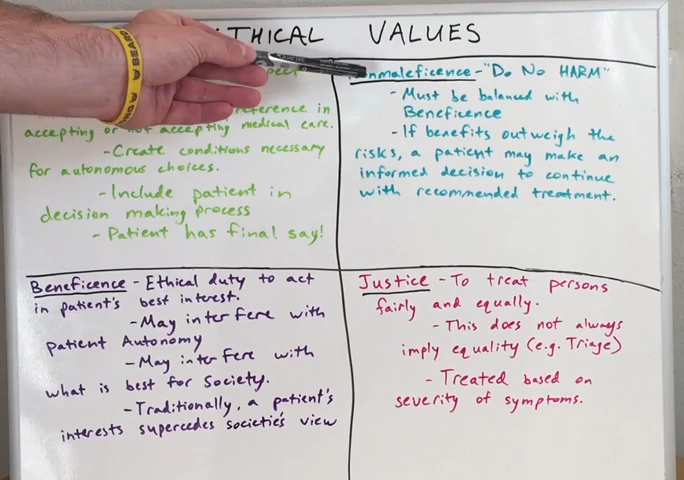 THICAL VALUES
pect
reference in
accepting or not accepting medical care.
-Create conditions necessary
for autonomous choices.
-Include patient in
decision making process
-Patient has final say!
onmaleficence-"Do No HARM"
-Must be balanced with
Beneficence
-If benefits outweigh the
risks, a patient may make an
informed decision to continue
with recommended treatment.
Beneficence - Ethical duty to act
in patient's best interest.
-May interfere with
patient Autonomy
-May interfere with
what is best for Society.
-Traditionally, a patient's
interests supercedes societie's view
Justice -To treat persons
fairly and equally.
-This does not always
imply equality (e.g. Triage)
-Treated based on
severity of symptoms.
BEARD